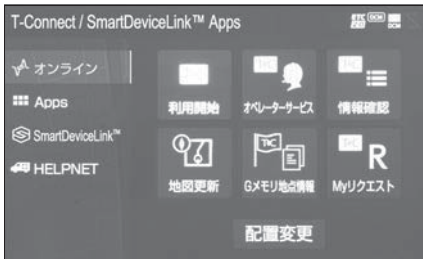 T-Connect / SmartDeviceLink™ Apps
オンライン
Apps
SmartDeviceLink™
HELPNET
利用開始
オペレーターサービス
情報確認
地図更新
Gメモリ地点情報
Myリクエスト
配置変更